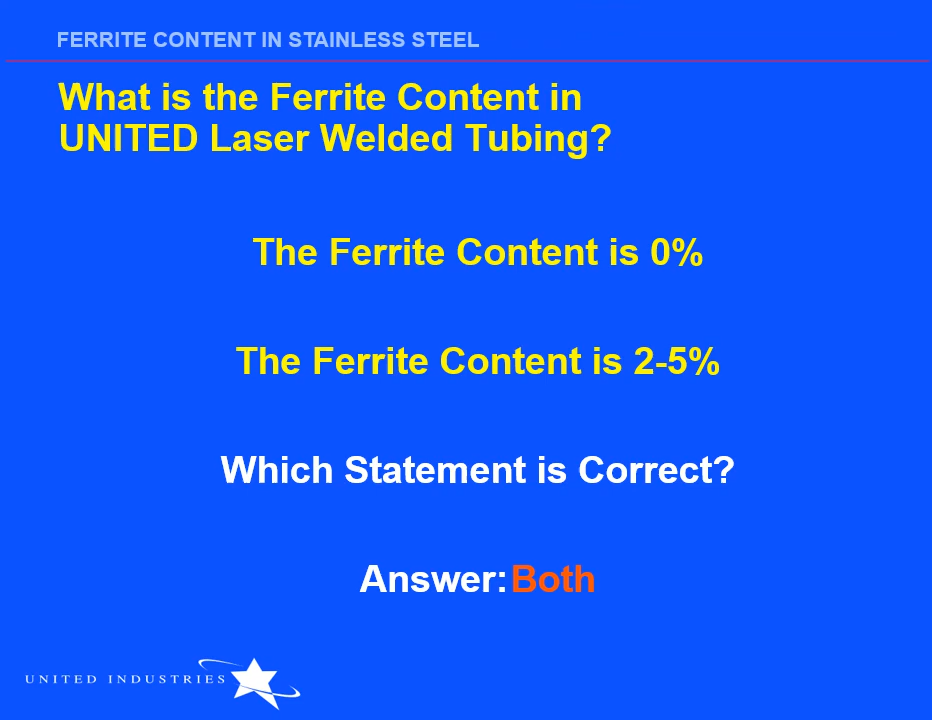 FERRITE CONTENT IN STAINLESS STEEL
What is the Ferrite Content in
UNITED Laser Welded Tubing?
The Ferrite Content is 0%
The Ferrite Content is 2-5%
Which Statement is Correct?
Answer: Both
UNITED INDUSTRIES